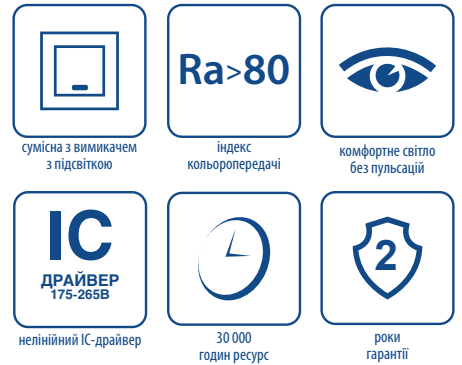 Ra>80
сумісна з вимикачем
з підсвіткою
індекс
кольоропередачі
комфортне світло
без пульсацій
IC
ДРАЙВЕР
175-265В
2
нелінійний ІС-драйвер
30 000
годин ресурс
роки
гарантії